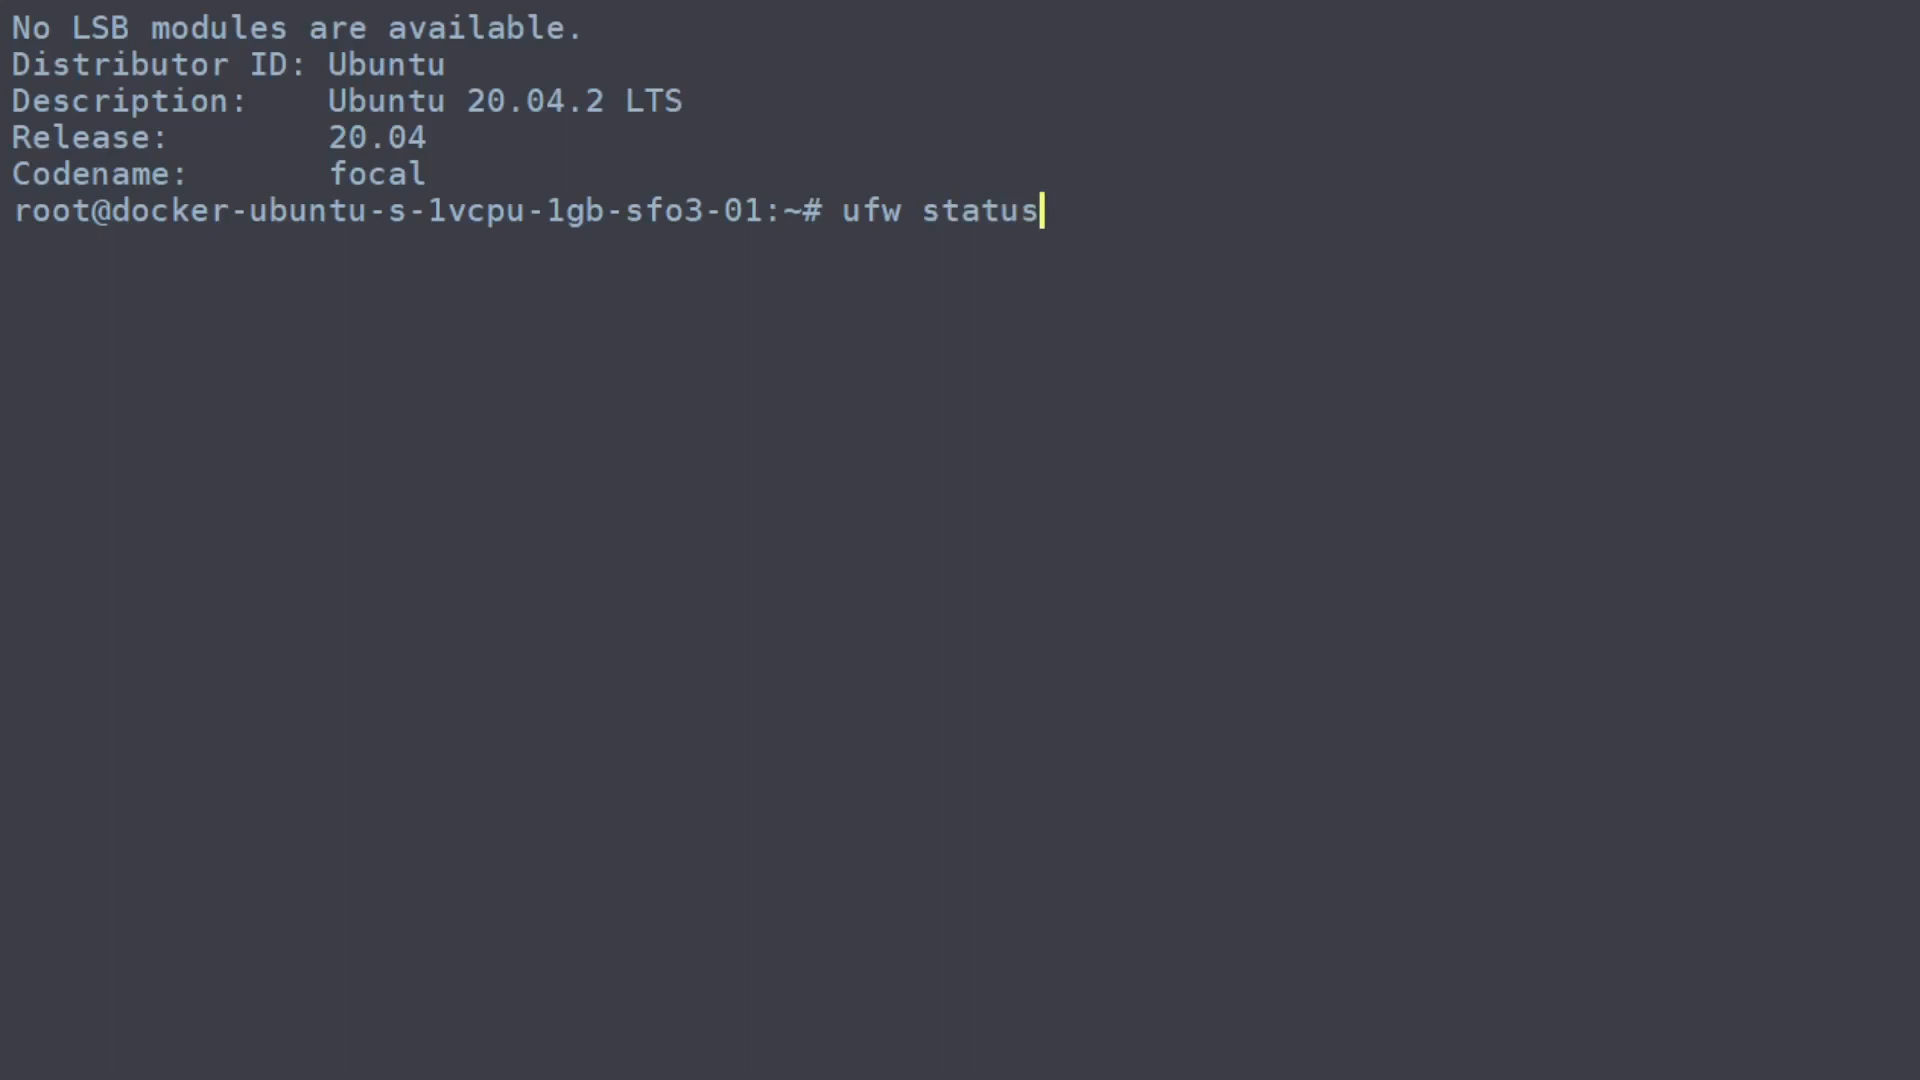 No LSB modules are available.
Distributor ID: Ubuntu
Description:    Ubuntu 20.04.2 LTS
Release:        20.04
Codename:       focal
root@docker-ubuntu-s-1vcpu-1gb-sfo3-01:~# ufw status